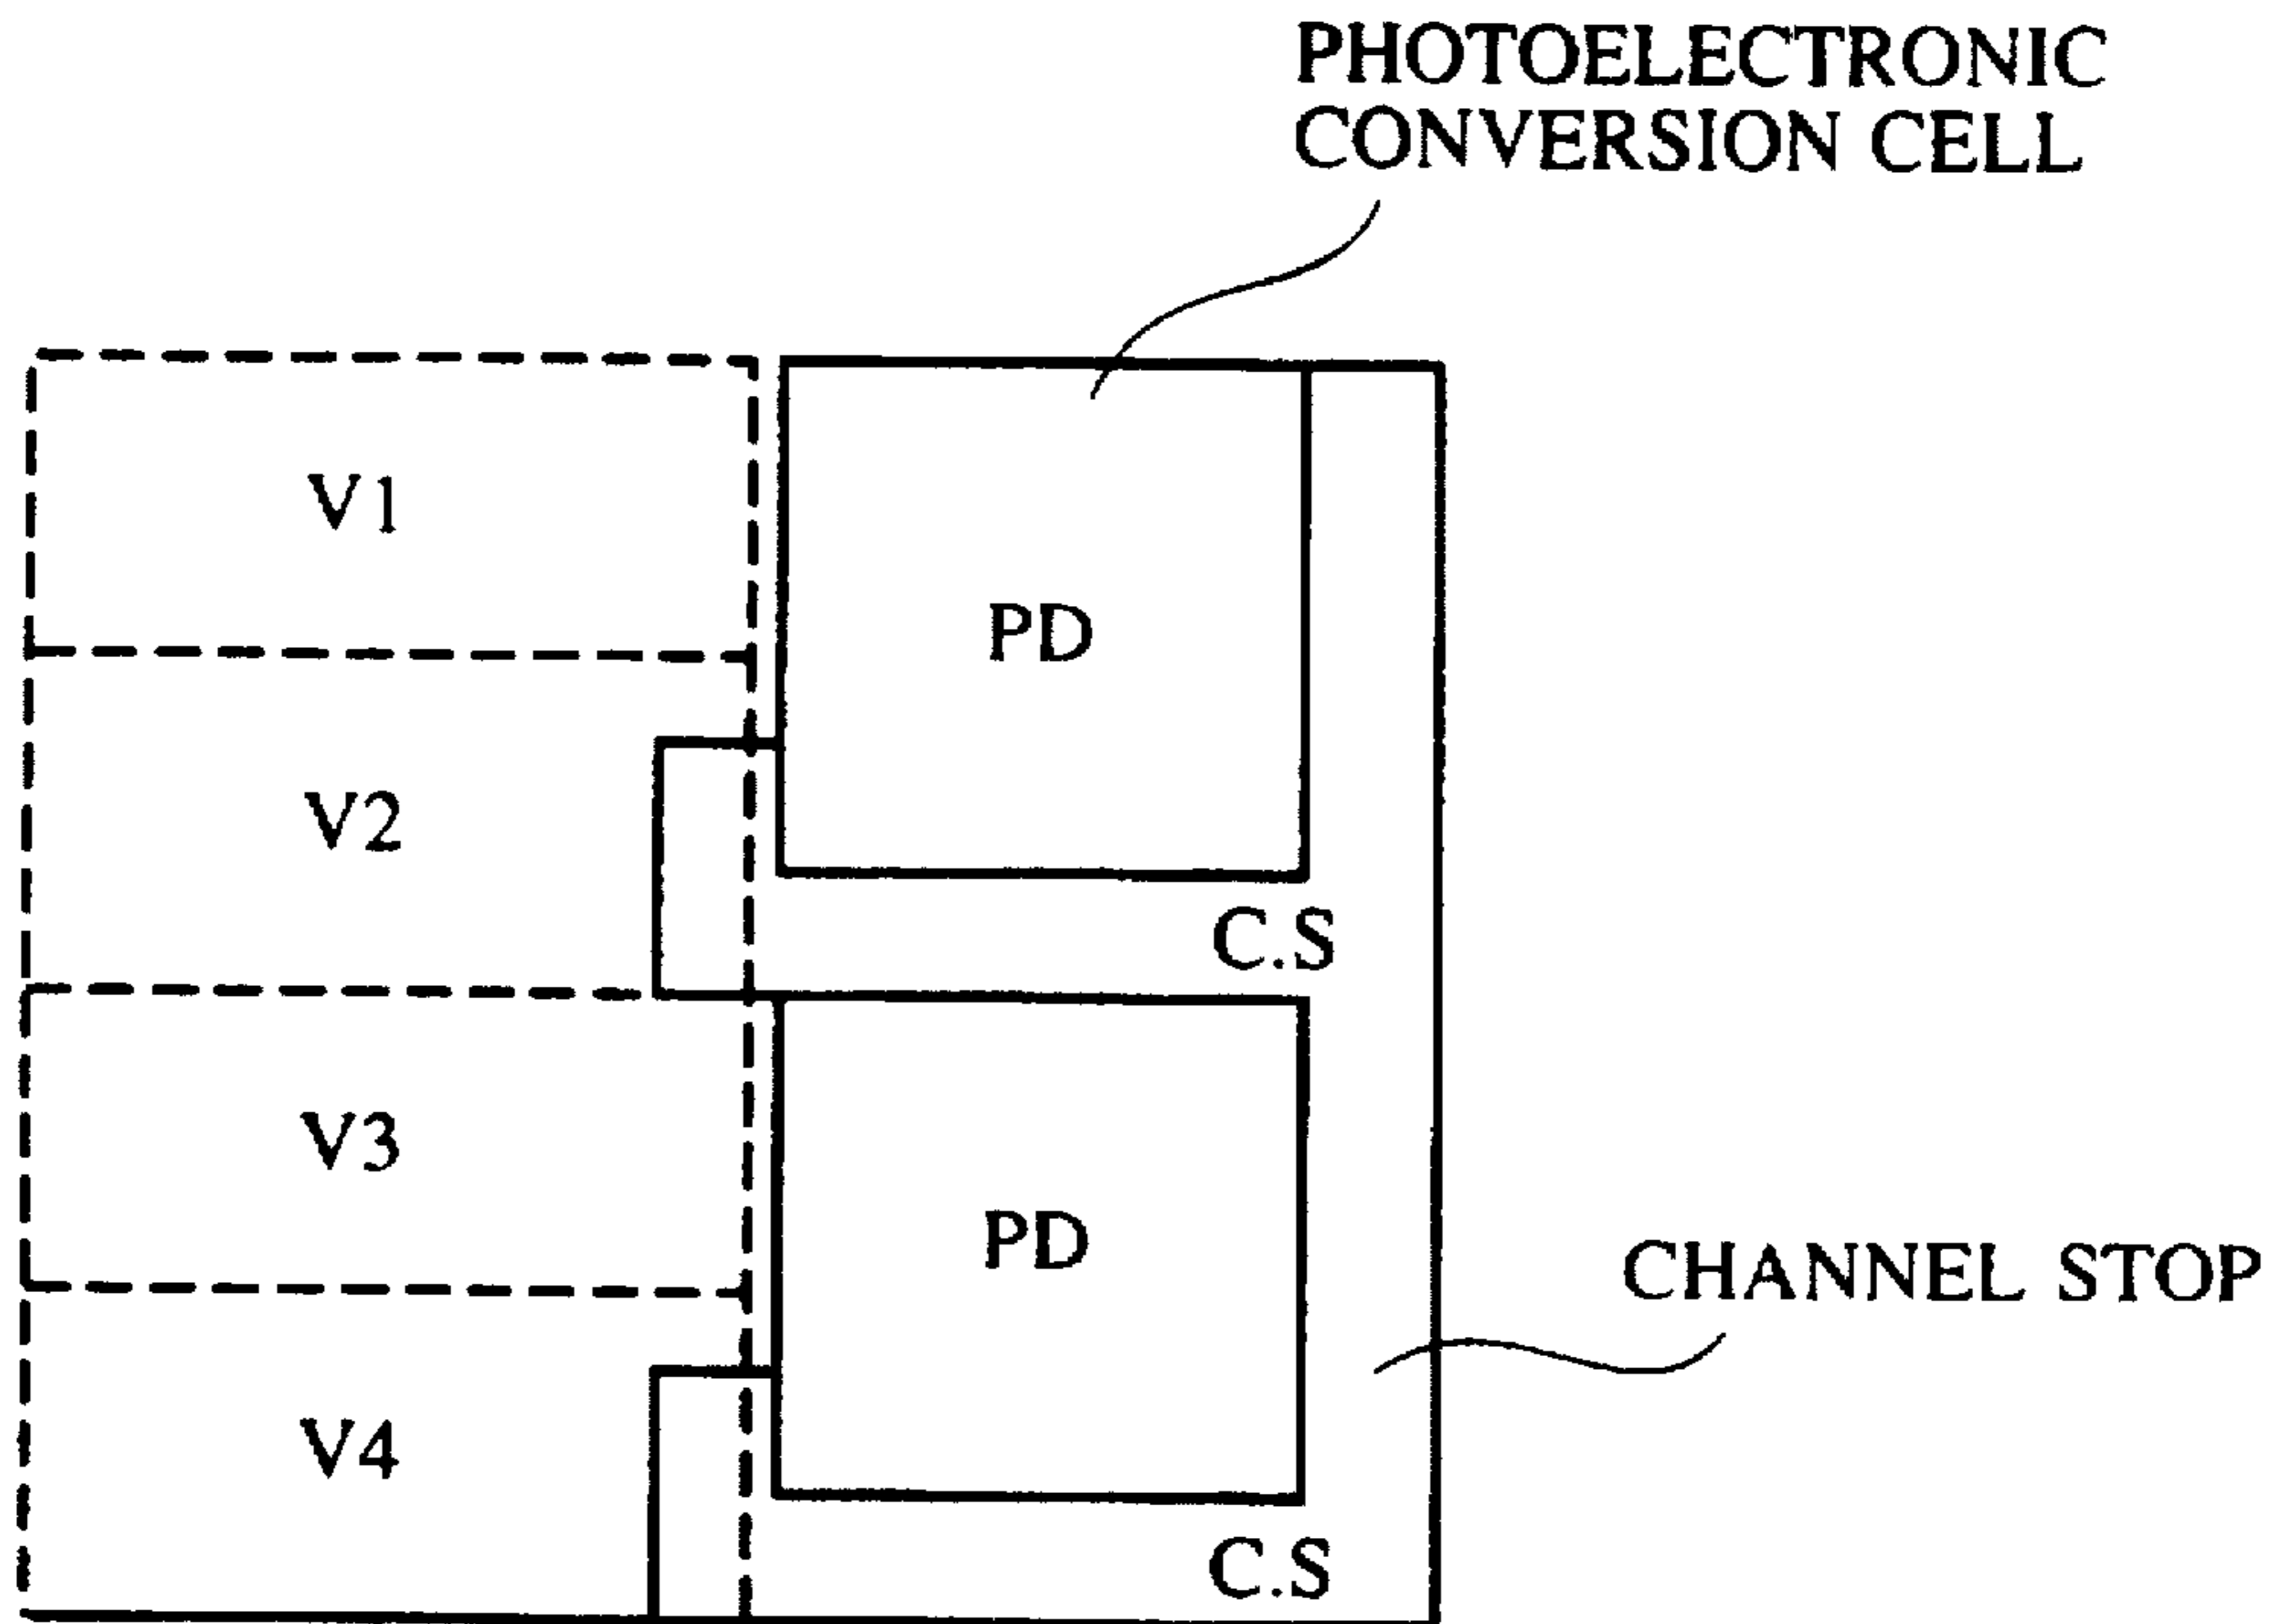 PHOTOELECTRONIC
CONVERSION CELL
V1
PD
V2
C.S
V3
PD
CHANNEL STOP
V4
C.S